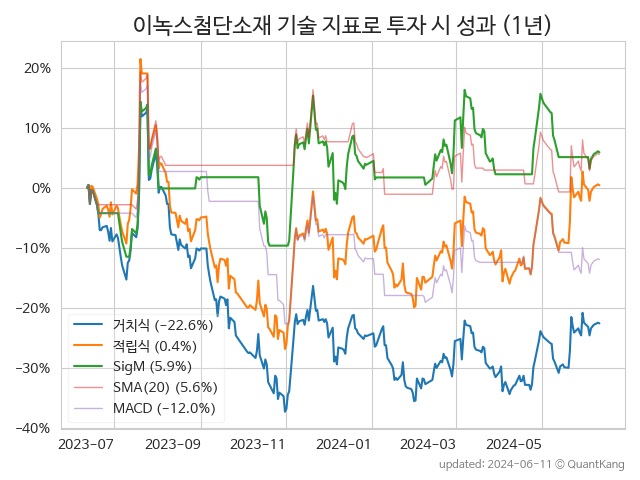 이녹스첨단소재 기술 지표로 투자 시 성과 (1년)
20%
10%
0%
−10%
−20%
−30%
−40%
거치식 (−22.6%)
적립식 (0.4%)
SigM (5.9%)
SMA(20) (5.6%)
MACD (−12.0%)
2023-07
2023-09
2023-11
2024-01
2024-03
2024-05
updated: 2024-06-11 © QuantKang